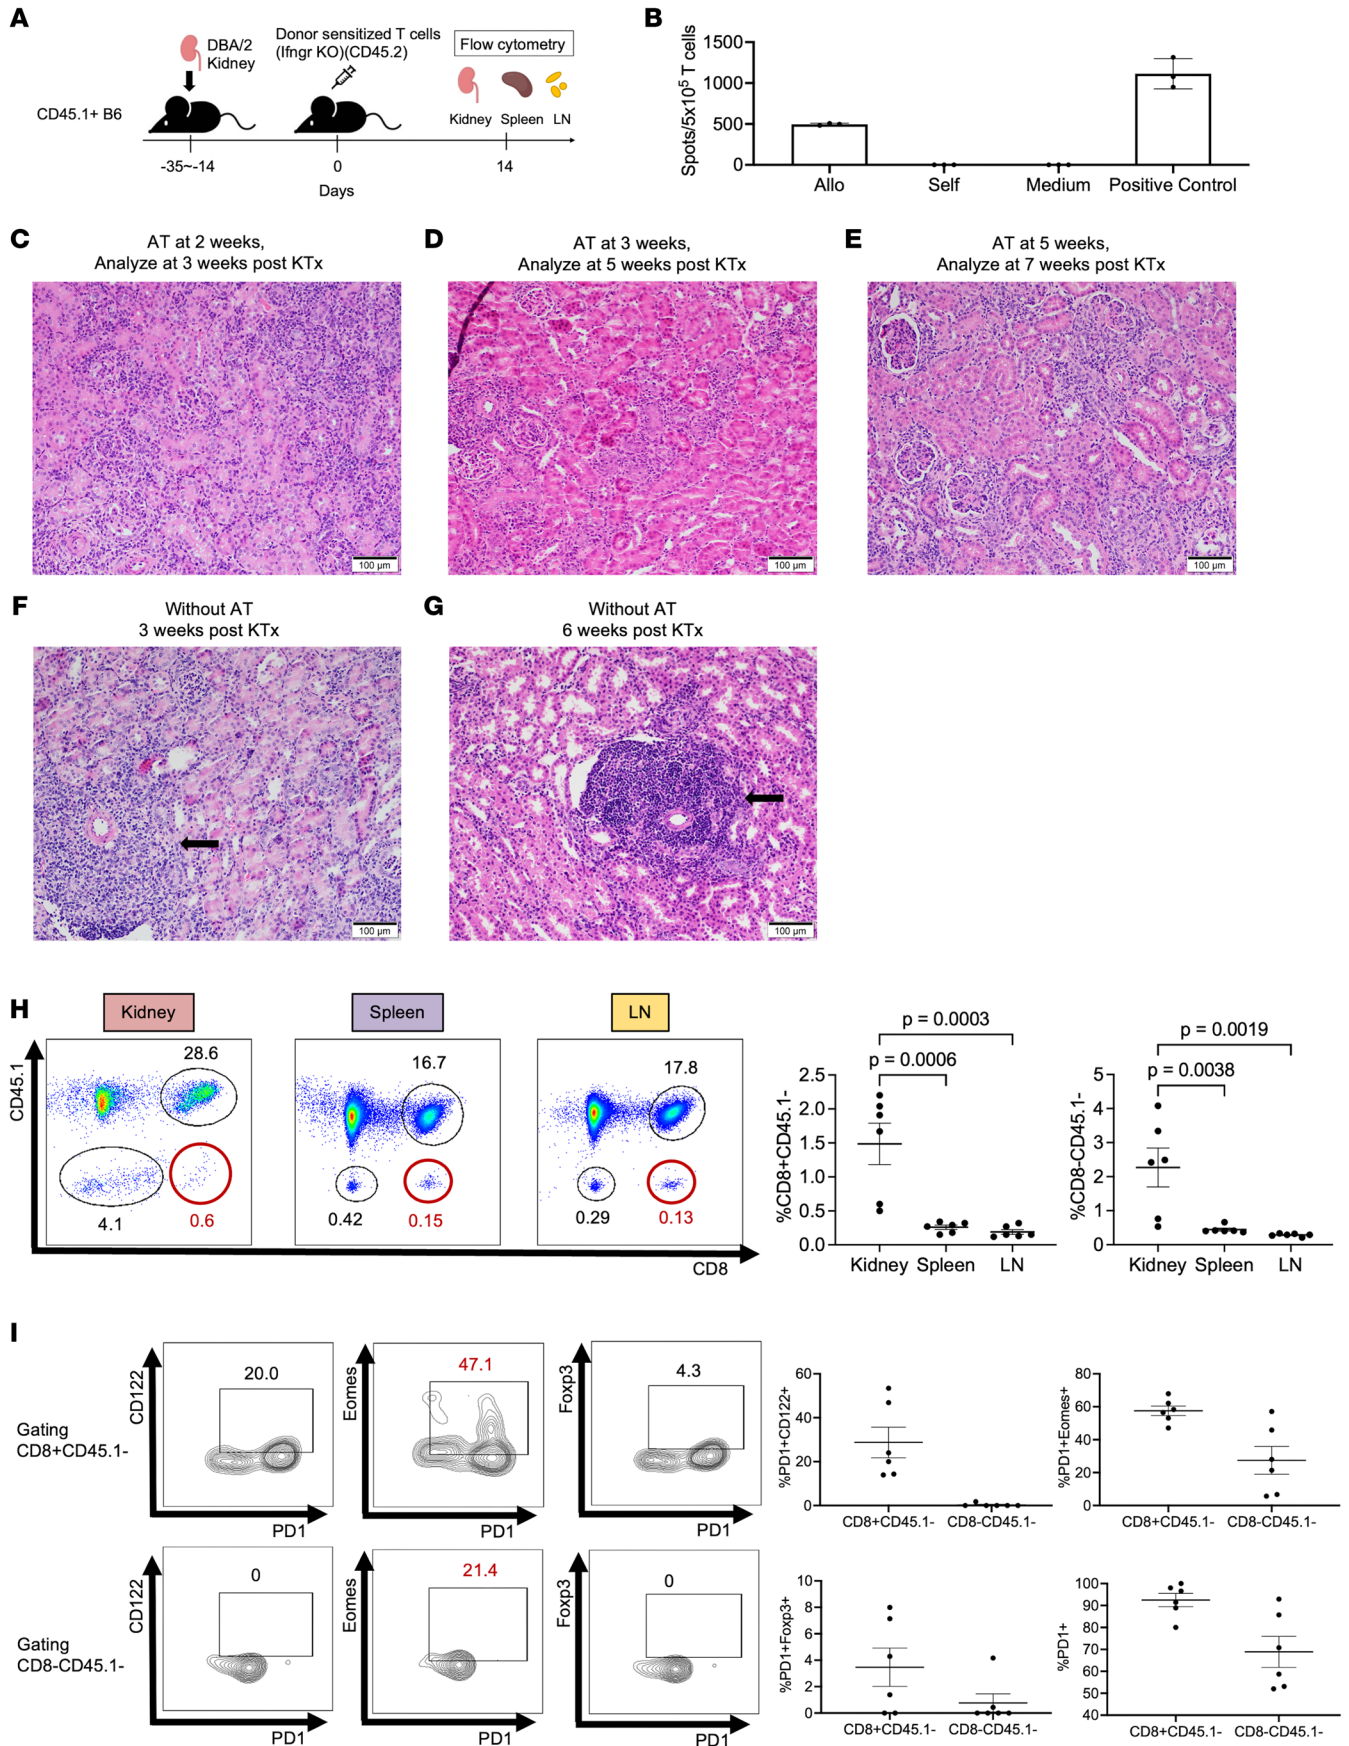 A
DBA/2
Kidney
Donor sensitized T cells
(Ifngr KO)(CD45.2)
Flow cytometry
CD45.1+ B6
Kidney Spleen LN
-35~-14
0
14
Days
B
Spots/5x10⁵ T cells
1500
1000
500
0
Allo
Self
Medium
Positive Control
C
AT at 2 weeks,
Analyze at 3 weeks post KTx
100 µm
D
AT at 3 weeks,
Analyze at 5 weeks post KTx
100 µm
E
AT at 5 weeks,
Analyze at 7 weeks post KTx
100 µm
F
Without AT
3 weeks post KTx
100 µm
G
Without AT
6 weeks post KTx
100 µm
H
Kidney
Spleen
LN
CD45.1
28.6
4.1
0.6
16.7
0.42
0.15
17.8
0.29
0.13
CD8
p = 0.0003
p = 0.0006
%CD8+CD45.1-
2.5
2.0
1.5
1.0
0.5
0.0
Kidney Spleen LN
p = 0.0019
p = 0.0038
%CD8-CD45.1-
5
4
3
2
1
0
Kidney Spleen LN
I
Gating
CD8+CD45.1-
CD122
20.0
PD1
Eomes
47.1
PD1
Foxp3
4.3
PD1
%PD1+CD122+
60
40
20
0
CD8+CD45.1- CD8-CD45.1-
%PD1+Eomes+
80
60
40
20
0
CD8+CD45.1- CD8-CD45.1-
Gating
CD8-CD45.1-
CD122
0
PD1
Eomes
21.4
PD1
Foxp3
0
PD1
%PD1+Foxp3+
10
8
6
4
2
0
CD8+CD45.1- CD8-CD45.1-
%PD1+
100
90
80
70
60
50
40
CD8+CD45.1- CD8-CD45.1-